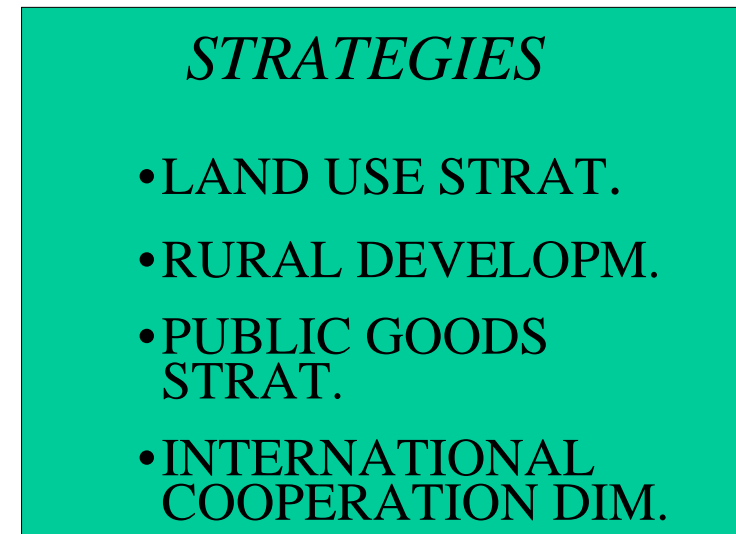 STRATEGIES
•LAND USE STRAT.
•RURAL DEVELOPM.
•PUBLIC GOODS
STRAT.
•INTERNATIONAL
COOPERATION DIM.